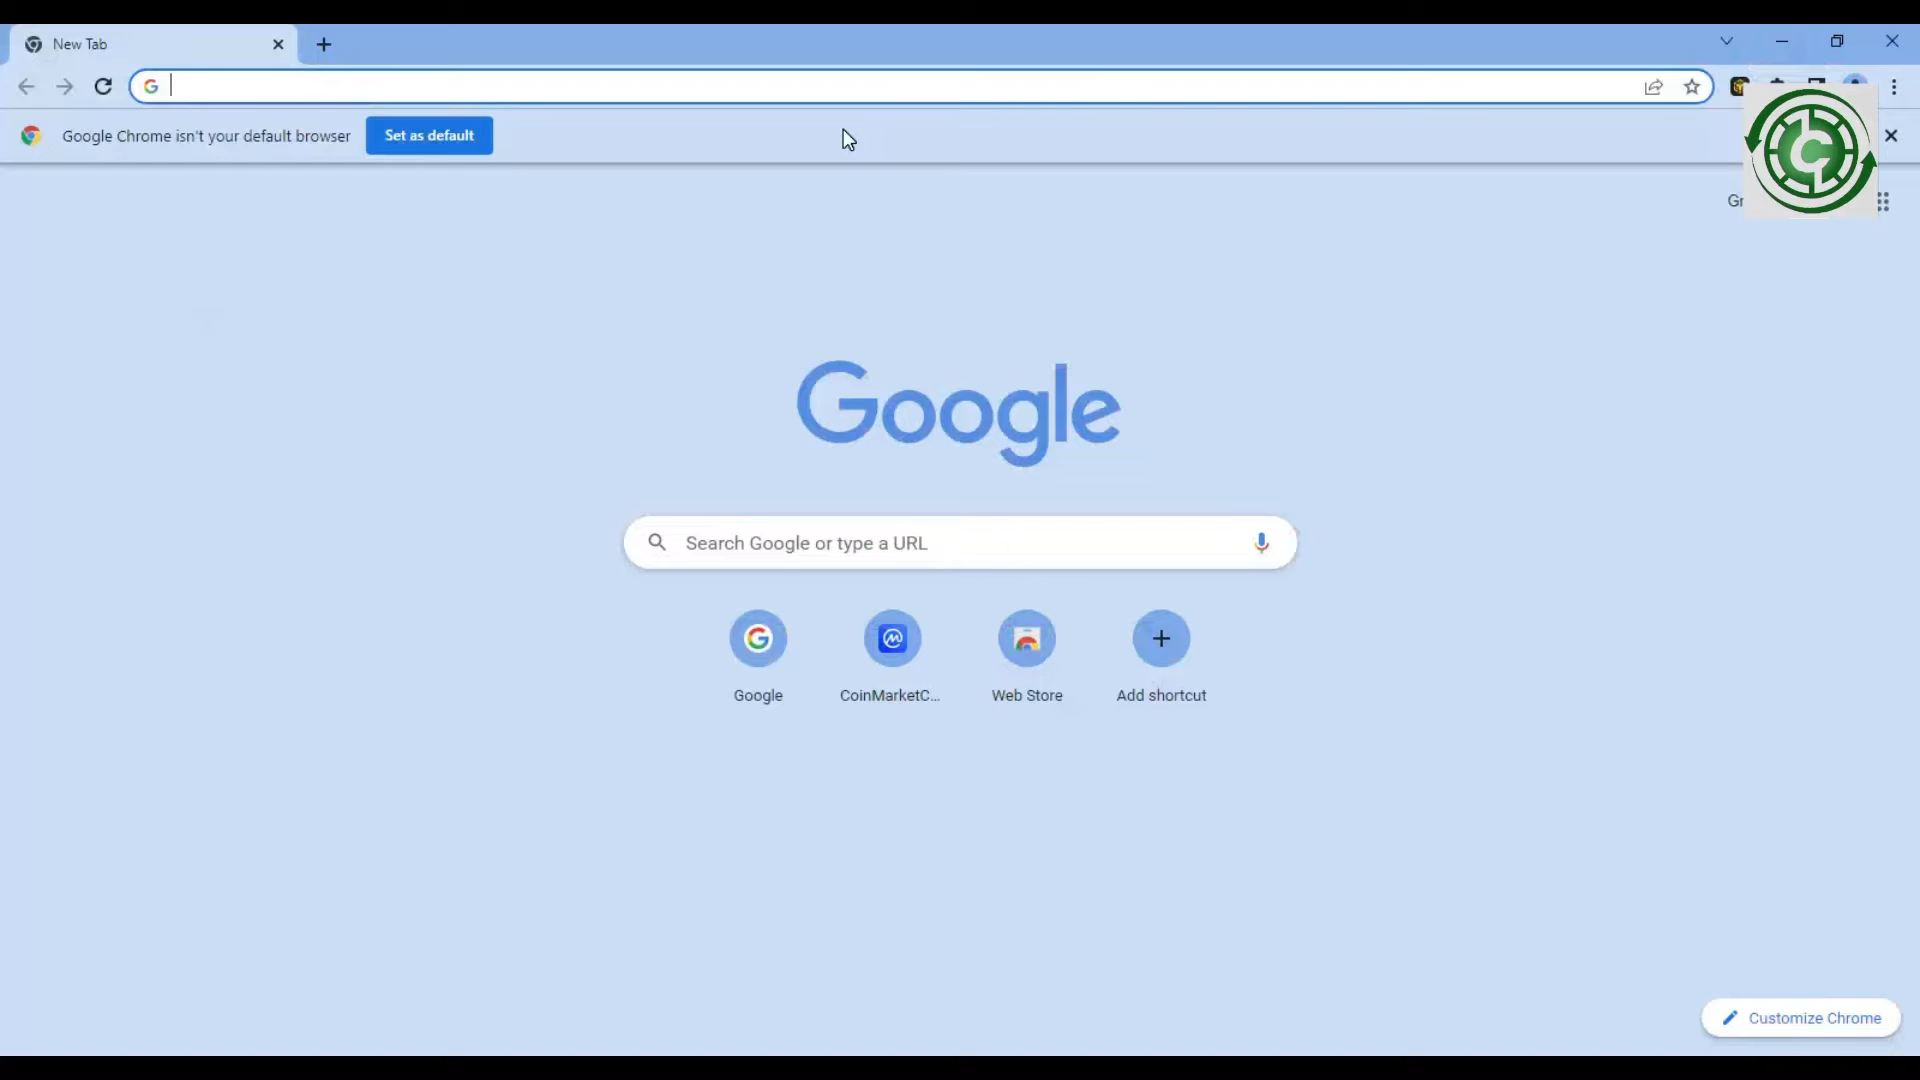 New Tab
Google Chrome isn't your default browser
Set as default
Google
Search Google or type a URL
Google
CoinMarketC...
Web Store
Add shortcut
Customize Chrome